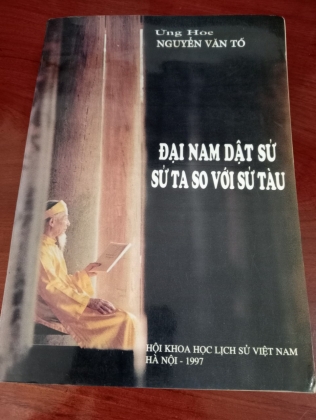 Ưng Hoe
NGUYỄN VĂN TỐ
ĐẠI NAM DẬT SỬ
SỬ TA SO VỚI SỬ TÀU
HỘI KHOA HỌC LỊCH SỬ VIỆT NAM
HÀ NỘI - 1997